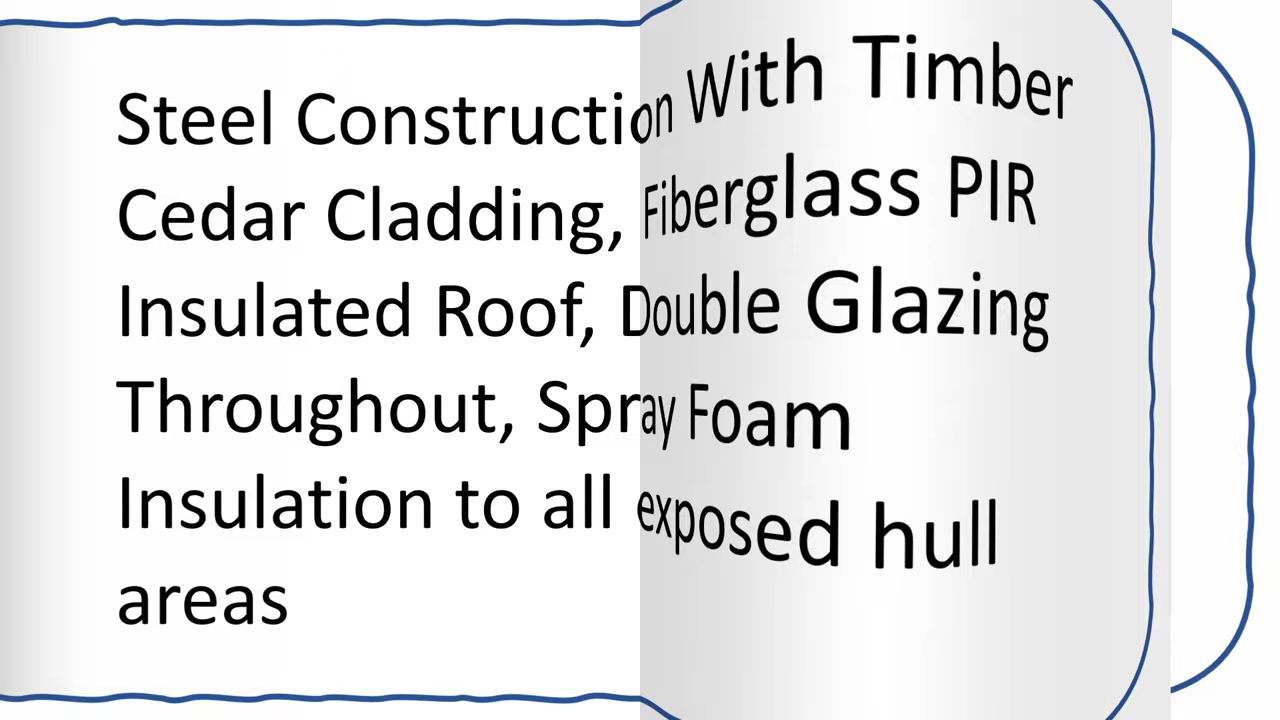 Steel Construction With Timber
Cedar Cladding, Fiberglass PIR
Insulated Roof, Double Glazing
Throughout, Spray Foam
Insulation to all exposed hull
areas